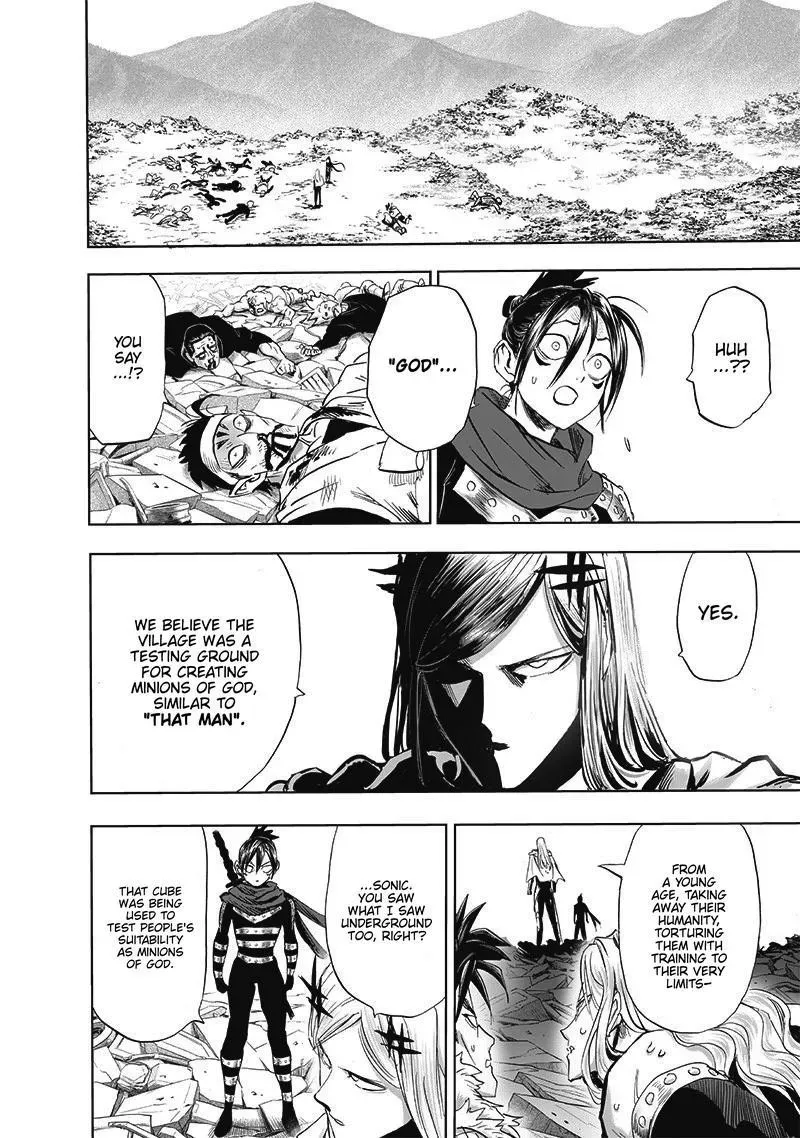 HUH
...??
"GOD"...
YOU
SAY
...!?
YES.
WE BELIEVE THE
VILLAGE WAS A
TESTING GROUND
FOR CREATING
MINIONS OF GOD,
SIMILAR TO
"THAT MAN".
FROM
A YOUNG
AGE, TAKING
AWAY THEIR
HUMANITY,
TORTURING
THEM WITH
TRAINING TO
THEIR VERY
LIMITS-
...SONIC.
YOU SAW
WHAT I SAW
UNDERGROUND
TOO, RIGHT?
THAT CUBE
WAS BEING
USED TO
TEST PEOPLE'S
SUITABILITY
AS MINIONS
OF GOD.